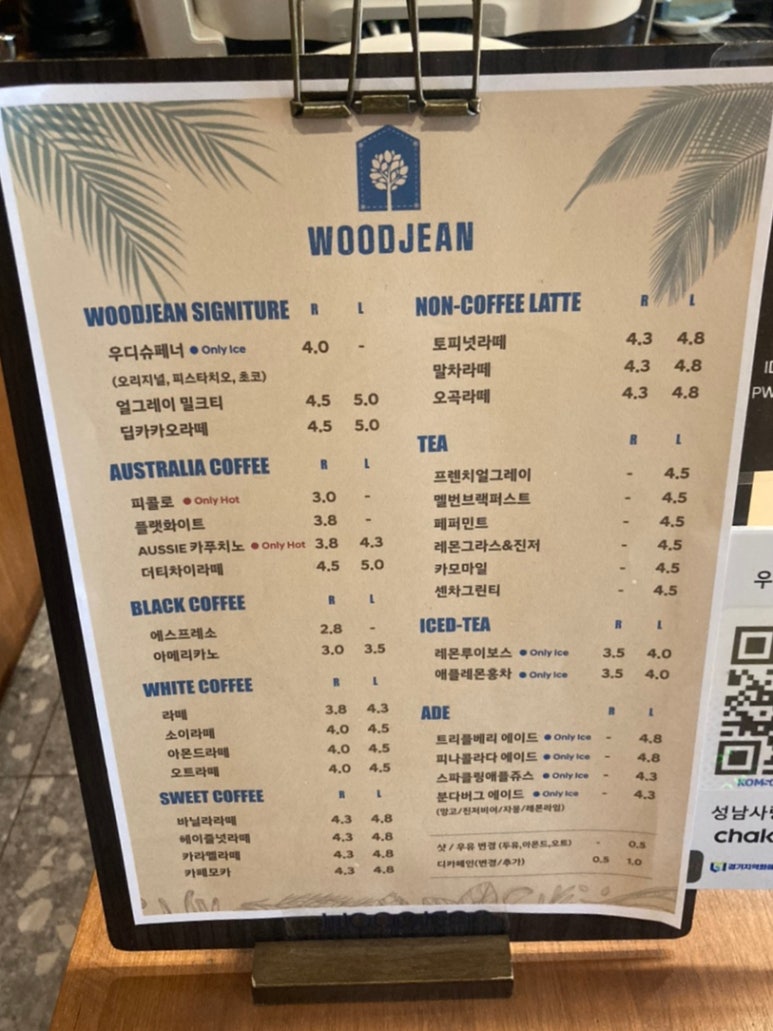 WOODJEAN
WOODJEAN SIGNITURE R L
우디슈페너 ● Only Ice 4.0 -
(오리지널, 피스타치오, 초코)
얼그레이 밀크티 4.5 5.0
딥카카오라떼 4.5 5.0
AUSTRALIA COFFEE R L
피콜로 ● Only Hot 3.0 -
플랫화이트 3.8 -
AUSSIE 카푸치노 ● Only Hot 3.8 4.3
더티차이라떼 4.5 5.0
BLACK COFFEE R L
에스프레소 2.8 -
아메리카노 3.0 3.5
WHITE COFFEE R L
라떼 3.8 4.3
소이라떼 4.0 4.5
아몬드라떼 4.0 4.5
오트라떼 4.0 4.5
SWEET COFFEE R L
바닐라라떼 4.3 4.8
헤이즐넛라떼 4.3 4.8
카라멜라떼 4.3 4.8
카페모카 4.3 4.8
NON-COFFEE LATTE R L
토피넛라떼 4.3 4.8
말차라떼 4.3 4.8
오곡라떼 4.3 4.8
TEA R L
프렌치얼그레이 - 4.5
멜번브랙퍼스트 - 4.5
페퍼민트 - 4.5
레몬그라스&진저 - 4.5
카모마일 - 4.5
센차그린티 - 4.5
ICED-TEA R L
레몬루이보스 ● Only Ice 3.5 4.0
애플레몬홍차 ● Only Ice 3.5 4.0
ADE R L
트리플베리 에이드 ● Only Ice - 4.8
피나콜라다 에이드 ● Only Ice - 4.8
스파클링애플쥬스 ● Only Ice - 4.3
분다버그 에이드 ● Only Ice - 4.3
(망고/진저비어/자몽/레몬라임)
샷 / 우유 변경 (두유,아몬드,오트) - 0.5
디카페인(변경/추가) 0.5 1.0
PW
우
성남사랑
chak
경기지역화폐